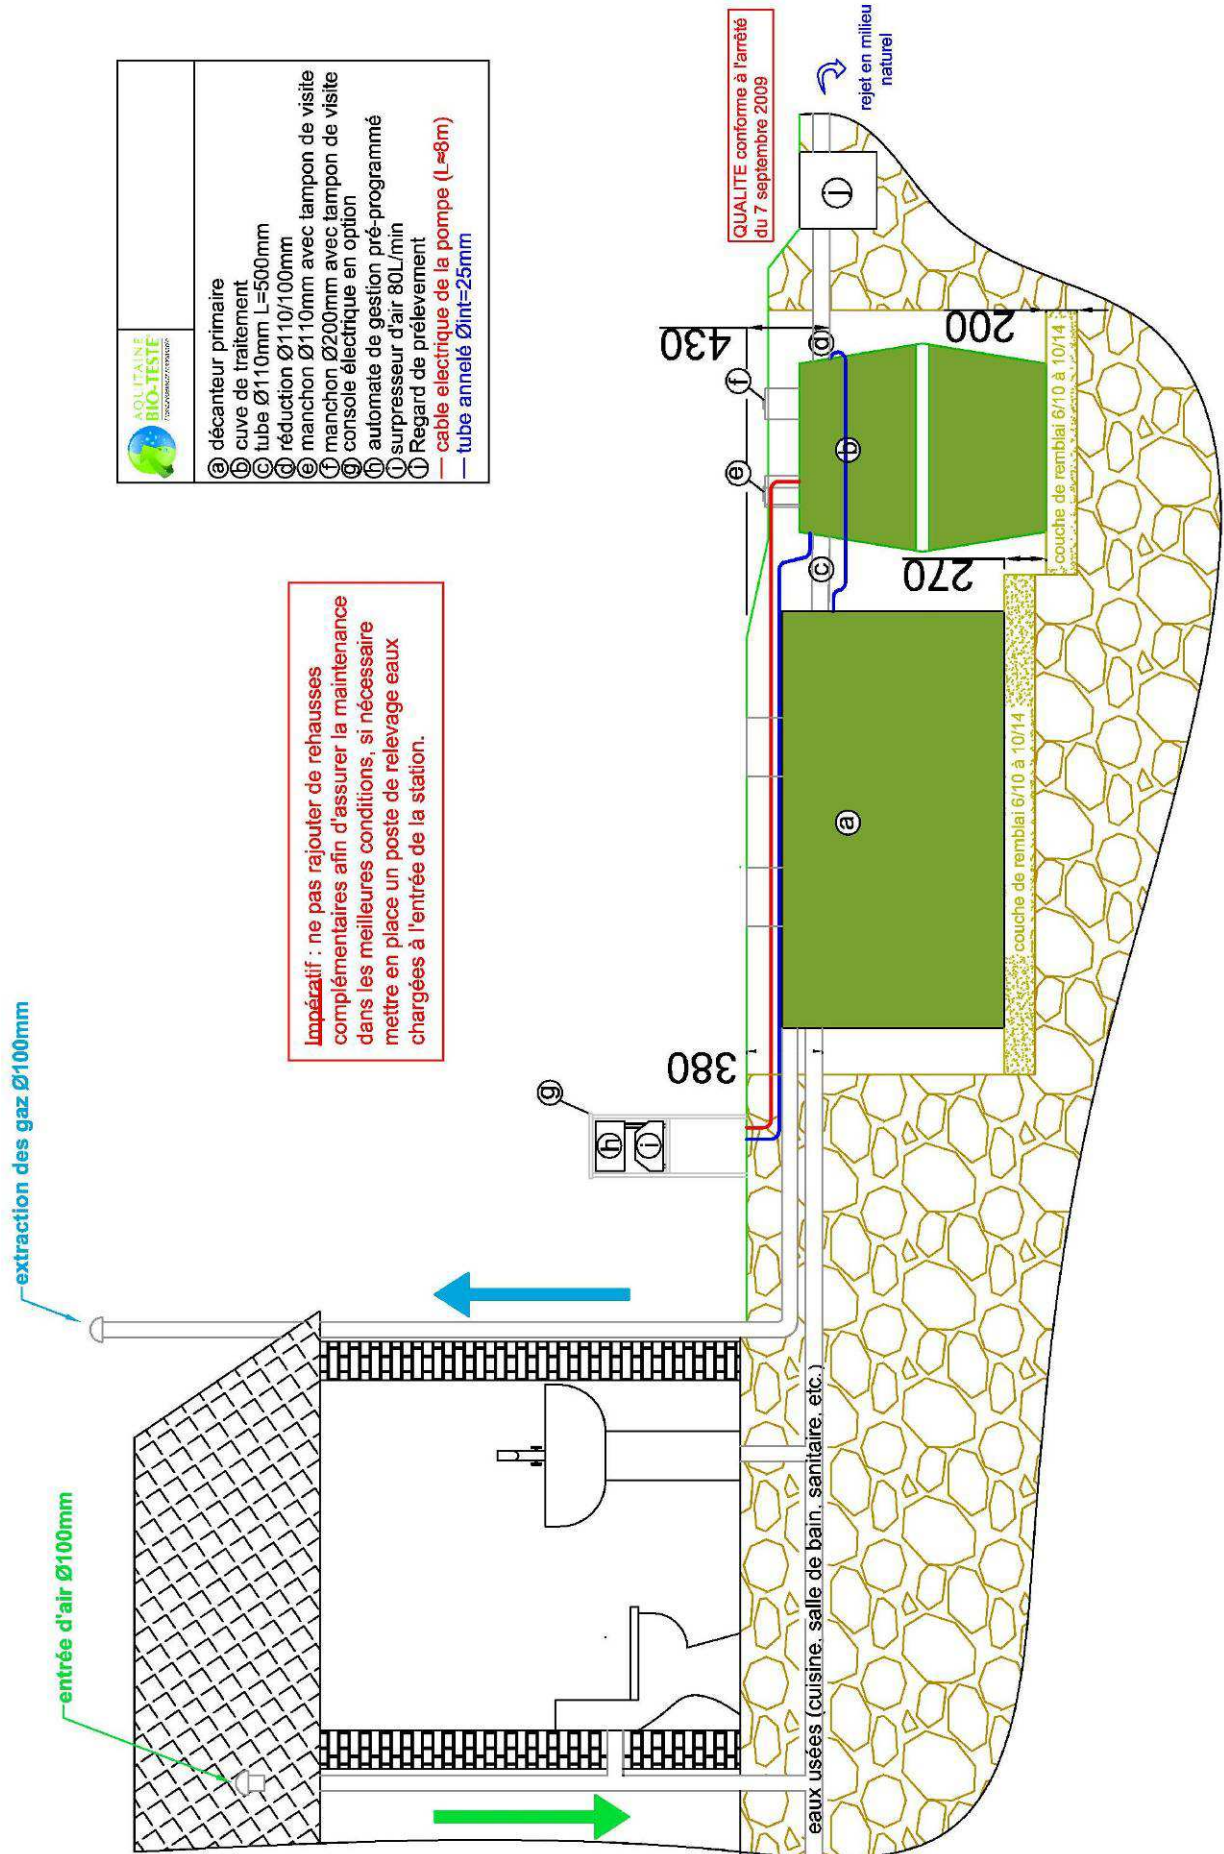 extraction des gaz Ø100mm
entrée d'air Ø100mm
AQUITAINE
BIO-TESTE
ⓐ décanteur primaire
ⓑ cuve de traitement
ⓒ tube Ø110mm L=500mm
ⓓ réduction Ø110/100mm
ⓔ manchon Ø110mm avec tampon de visite
ⓕ manchon Ø200mm avec tampon de visite
ⓖ console électrique en option
ⓗ automate de gestion pré-programmé
ⓘ surpresseur d'air 80L/min
ⓙ Regard de prélevement
cable electrique de la pompe (L≈8m)
tube annelé Øint=25mm
Impératif : ne pas rajouter de rehausses
complémentaires afin d'assurer la maintenance
dans les meilleures conditions, si nécessaire
mettre en place un poste de relevage eaux
chargées à l'entrée de la station.
QUALITE conforme à l'arrêté
du 7 septembre 2009
rejet en milieu
naturel
ⓖ
ⓗ
ⓘ
380
ⓔ
ⓕ
430
ⓐ
ⓒ
ⓑ
ⓓ
ⓙ
270
200
couche de remblai 6/10 à 10/14
couche de remblai 6/10 à 10/14
eaux usées (cuisine, salle de bain, sanitaire, etc.)